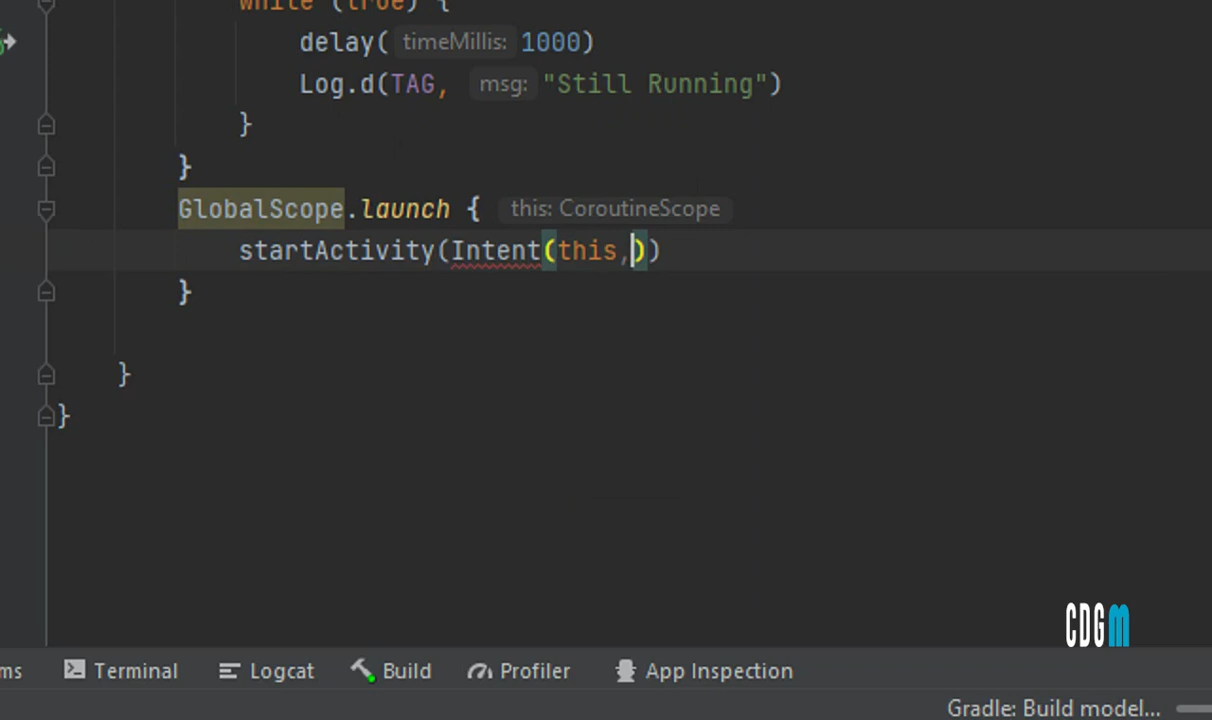 while (true) {
delay( timeMillis: 1000)
Log.d(TAG, msg: "Still Running")
}
}
GlobalScope.launch { this: CoroutineScope
startActivity(Intent(this,))
}
}
}
CDGM
ms Terminal Logcat Build Profiler App Inspection
Gradle: Build model...